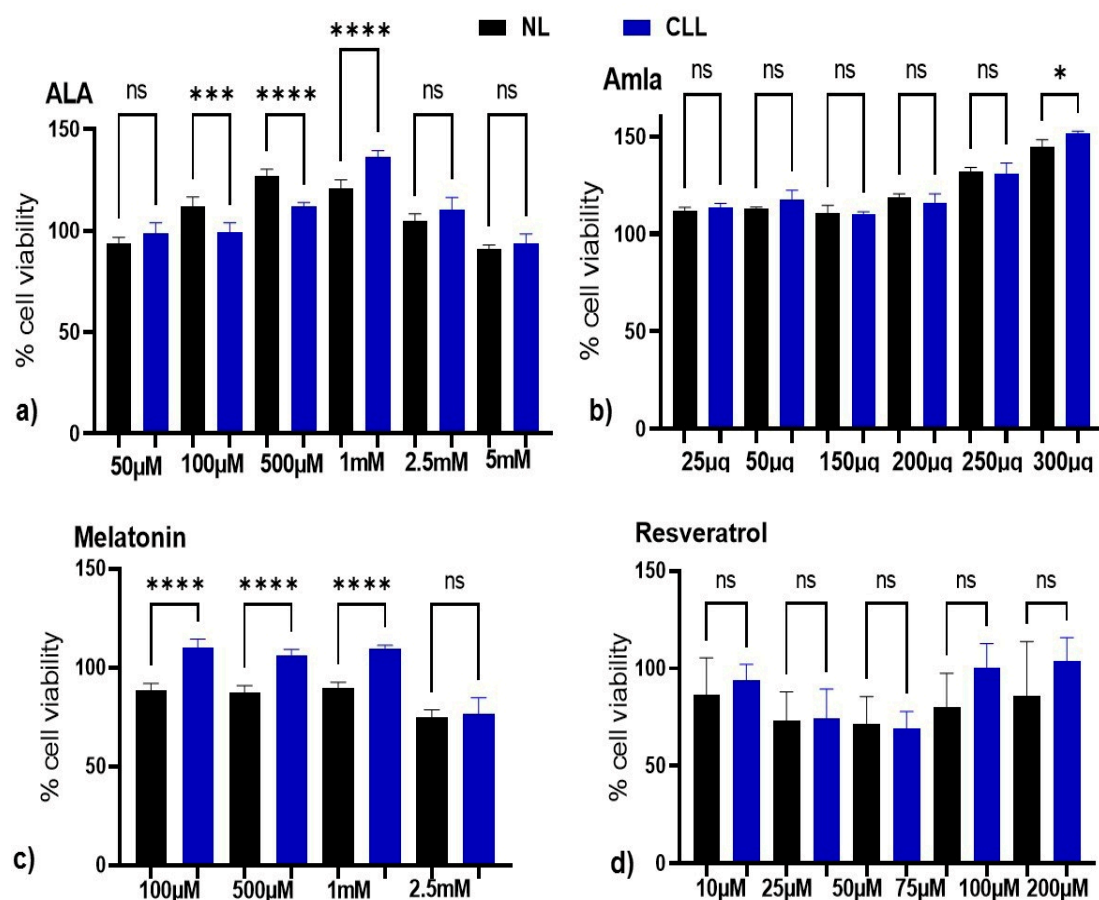 NL CLL
ALA
ns *** **** **** ns ns
% cell viability
150
100
50
0
50µM 100µM 500µM 1mM 2.5mM 5mM
a)
Amla
ns ns ns ns ns *
% cell viability
150
100
50
0
25µg 50µg 150µg 200µg 250µg 300µg
b)
Melatonin
**** **** **** ns
% cell viability
150
100
50
0
100µM 500µM 1mM 2.5mM
c)
Resveratrol
ns ns ns ns ns
% cell viability
150
100
50
0
10µM 25µM 50µM 75µM 100µM 200µM
d)